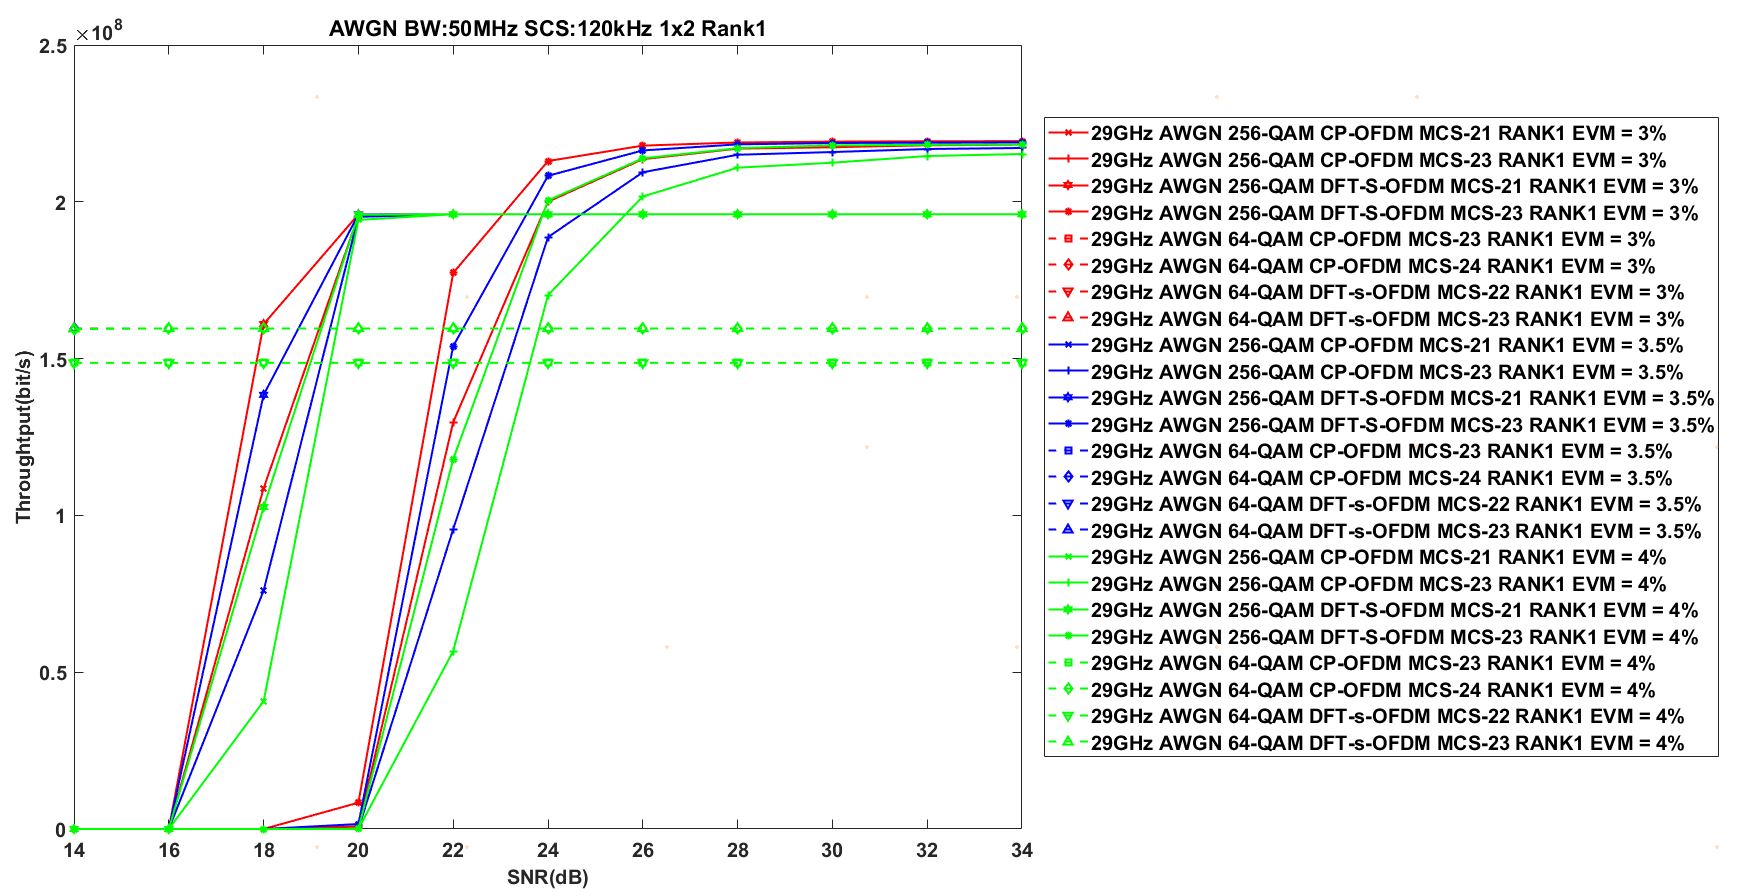 AWGN BW:50MHz SCS:120kHz 1x2 Rank1
×10^8
2.5
2
1.5
1
0.5
0
14 16 18 20 22 24 26 28 30 32 34
SNR(dB)
Throughtput(bit/s)
29GHz AWGN 256-QAM CP-OFDM MCS-21 RANK1 EVM = 3%
29GHz AWGN 256-QAM CP-OFDM MCS-23 RANK1 EVM = 3%
29GHz AWGN 256-QAM DFT-S-OFDM MCS-21 RANK1 EVM = 3%
29GHz AWGN 256-QAM DFT-S-OFDM MCS-23 RANK1 EVM = 3%
29GHz AWGN 64-QAM CP-OFDM MCS-23 RANK1 EVM = 3%
29GHz AWGN 64-QAM CP-OFDM MCS-24 RANK1 EVM = 3%
29GHz AWGN 64-QAM DFT-s-OFDM MCS-22 RANK1 EVM = 3%
29GHz AWGN 64-QAM DFT-s-OFDM MCS-23 RANK1 EVM = 3%
29GHz AWGN 256-QAM CP-OFDM MCS-21 RANK1 EVM = 3.5%
29GHz AWGN 256-QAM CP-OFDM MCS-23 RANK1 EVM = 3.5%
29GHz AWGN 256-QAM DFT-S-OFDM MCS-21 RANK1 EVM = 3.5%
29GHz AWGN 256-QAM DFT-S-OFDM MCS-23 RANK1 EVM = 3.5%
29GHz AWGN 64-QAM CP-OFDM MCS-23 RANK1 EVM = 3.5%
29GHz AWGN 64-QAM CP-OFDM MCS-24 RANK1 EVM = 3.5%
29GHz AWGN 64-QAM DFT-s-OFDM MCS-22 RANK1 EVM = 3.5%
29GHz AWGN 64-QAM DFT-s-OFDM MCS-23 RANK1 EVM = 3.5%
29GHz AWGN 256-QAM CP-OFDM MCS-21 RANK1 EVM = 4%
29GHz AWGN 256-QAM CP-OFDM MCS-23 RANK1 EVM = 4%
29GHz AWGN 256-QAM DFT-S-OFDM MCS-21 RANK1 EVM = 4%
29GHz AWGN 256-QAM DFT-S-OFDM MCS-23 RANK1 EVM = 4%
29GHz AWGN 64-QAM CP-OFDM MCS-23 RANK1 EVM = 4%
29GHz AWGN 64-QAM CP-OFDM MCS-24 RANK1 EVM = 4%
29GHz AWGN 64-QAM DFT-s-OFDM MCS-22 RANK1 EVM = 4%
29GHz AWGN 64-QAM DFT-s-OFDM MCS-23 RANK1 EVM = 4%